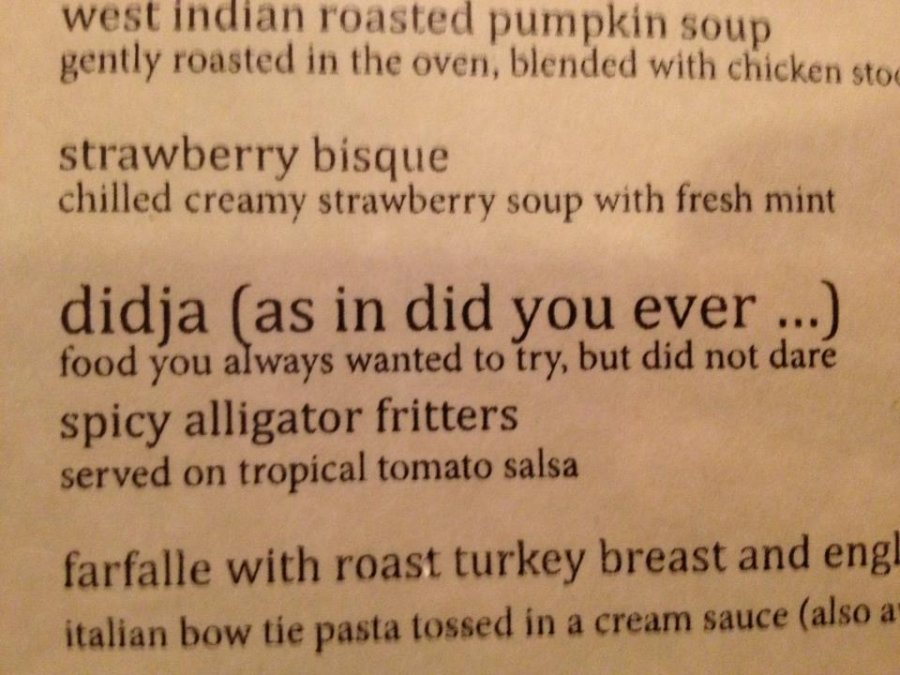 west indian roasted pumpkin soup
gently roasted in the oven, blended with chicken
strawberry bisque
chilled creamy strawberry soup with fresh mint
didja (as in did you ever ...)
food you always wanted to try, but did not dare
spicy alligator fritters
served on tropical tomato salsa
farfalle with roast turkey breast and
italian bow tie pasta tossed in a cream sauce (also